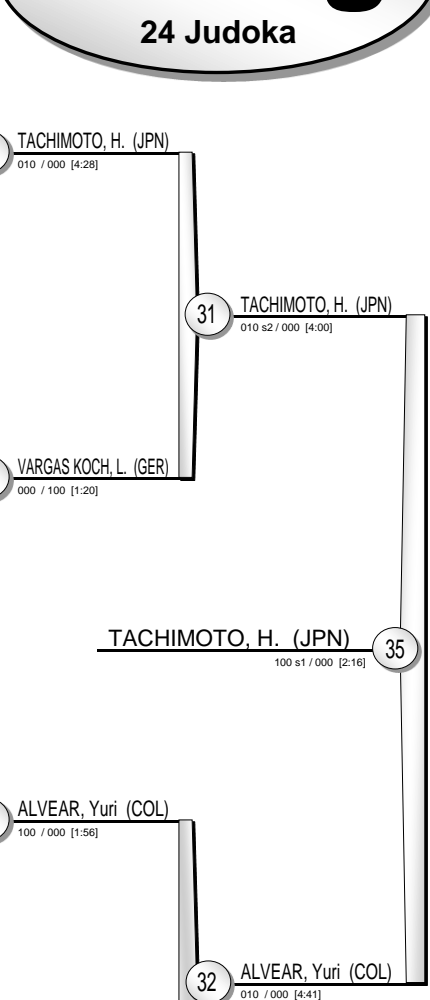 24 Judoka
TACHIMOTO, H. (JPN)
010 / 000 [4:28]
31
TACHIMOTO, H. (JPN)
010 s2 / 000 [4:00]
VARGAS KOCH, L. (GER)
000 / 100 [1:20]
TACHIMOTO, H. (JPN)
35
100 s1 / 000 [2:16]
ALVEAR, Yuri (COL)
100 / 000 [1:56]
32
ALVEAR, Yuri (COL)
010 / 000 [4:41]